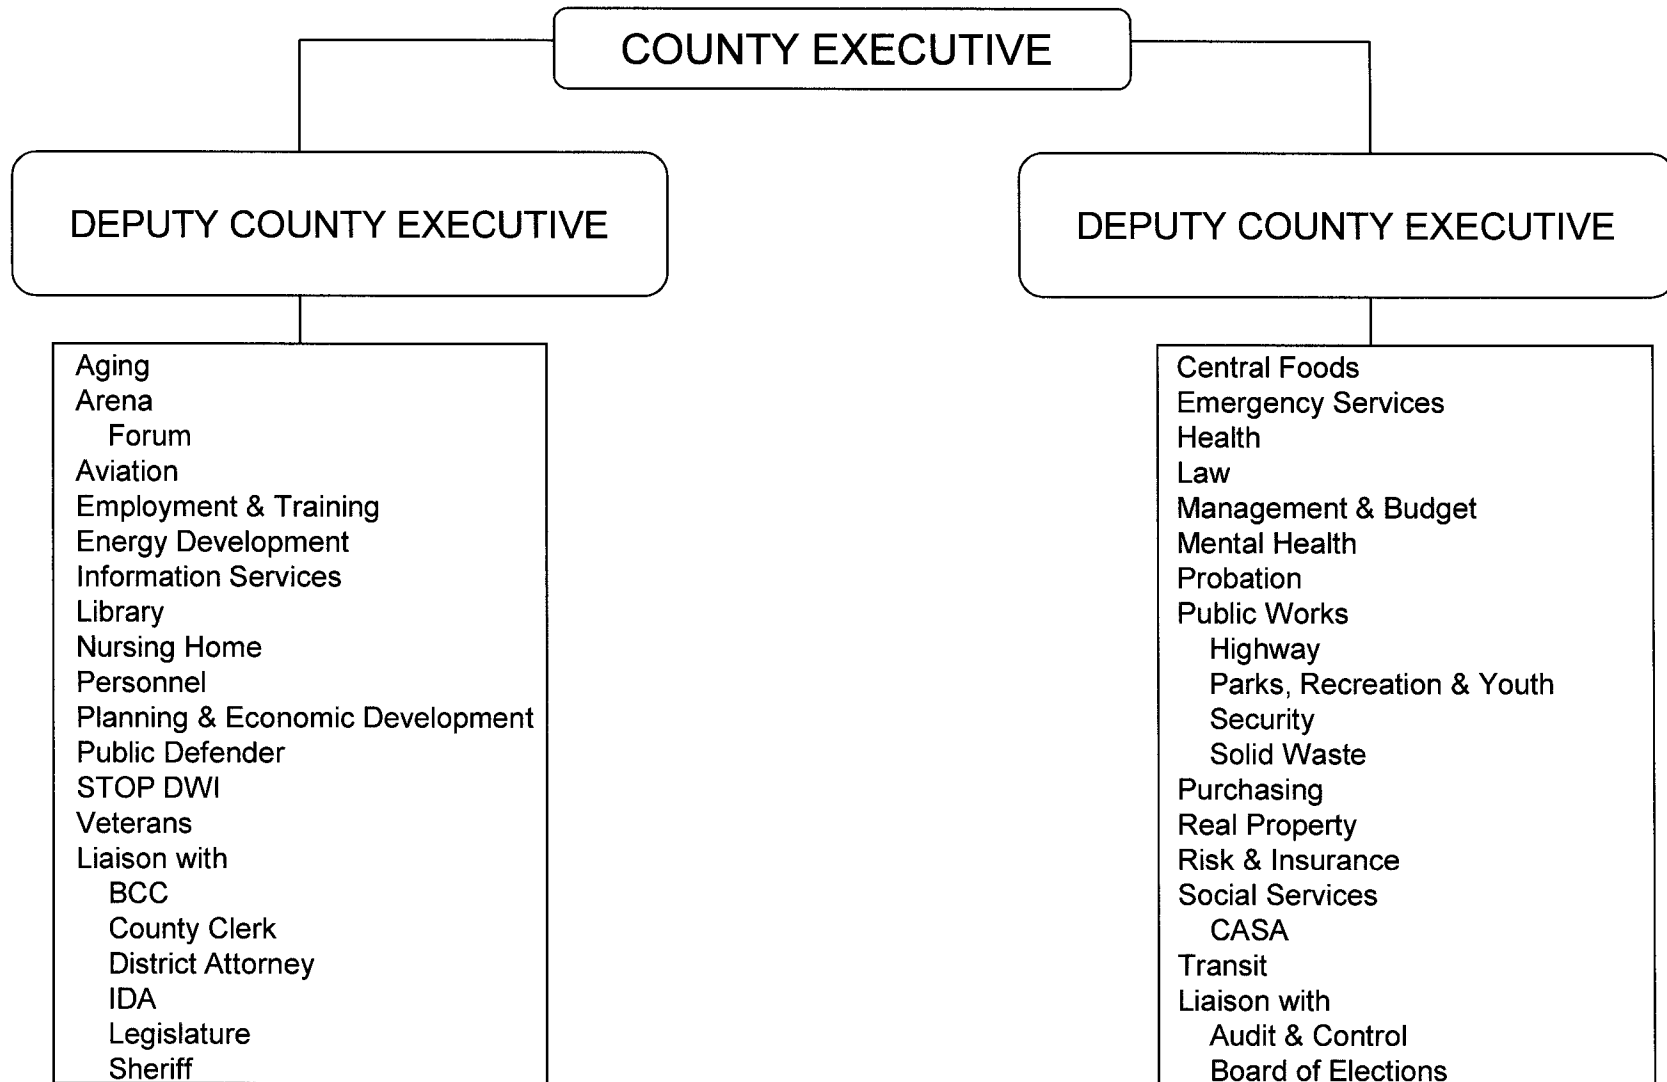 COUNTY EXECUTIVE
DEPUTY COUNTY EXECUTIVE
Aging
Arena
Forum
Aviation
Employment & Training
Energy Development
Information Services
Library
Nursing Home
Personnel
Planning & Economic Development
Public Defender
STOP DWI
Veterans
Liaison with
BCC
County Clerk
District Attorney
IDA
Legislature
Sheriff
DEPUTY COUNTY EXECUTIVE
Central Foods
Emergency Services
Health
Law
Management & Budget
Mental Health
Probation
Public Works
Highway
Parks, Recreation & Youth
Security
Solid Waste
Purchasing
Real Property
Risk & Insurance
Social Services
CASA
Transit
Liaison with
Audit & Control
Board of Elections